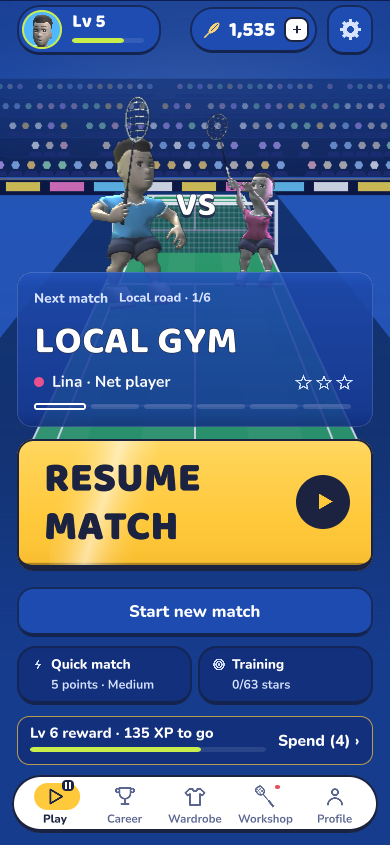 Lv 5
1,535
+
VS
Next match Local road · 1/6
LOCAL GYM
Lina · Net player
RESUME
MATCH
Start new match
Quick match
5 points · Medium
Training
0/63 stars
Lv 6 reward · 135 XP to go
Spend (4) ›
Play
Career
Wardrobe
Workshop
Profile